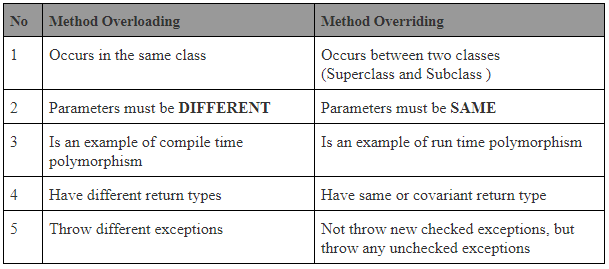 No Method Overloading Method Overriding
1 Occurs in the same class Occurs between two classes
(Superclass and Subclass )
2 Parameters must be DIFFERENT Parameters must be SAME
3 Is an example of compile time Is an example of run time polymorphism
polymorphism
4 Have different return types Have same or covariant return type
5 Throw different exceptions Not throw new checked exceptions, but
throw any unchecked exceptions